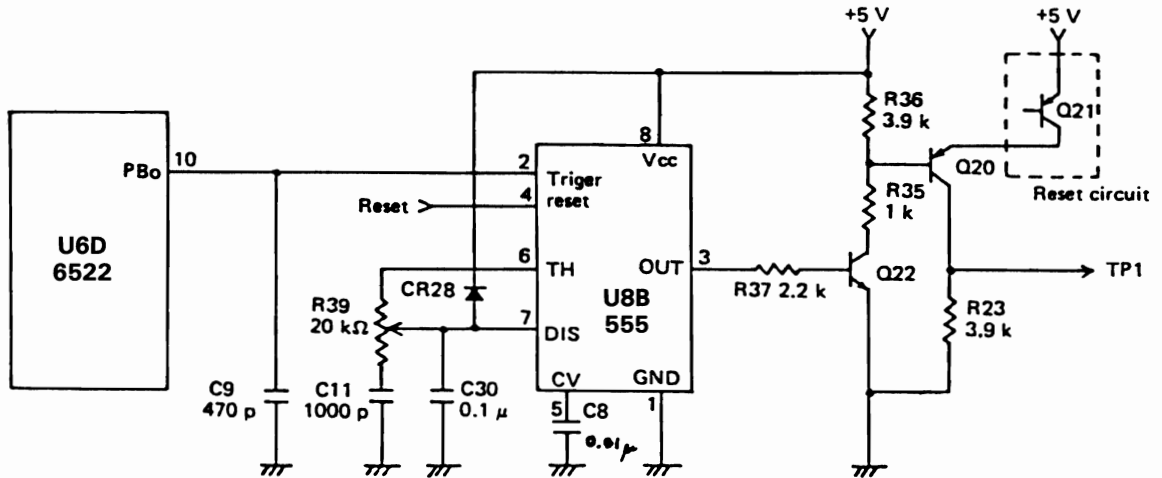 +5 V
+5 V
R36
3.9 k
Q21
10
PBo
8
Vcc
2
Triger
Q20
4
reset
Reset
R35
1 k
Reset circuit
U6D
6522
6
TH
OUT
3
Q22
TP1
CR28
R37 2.2 k
R39
20 kΩ
U8B
555
7
DIS
R23
3.9 k
C9
470 p
C11
1000 p
C30
0.1 μ
CV
GND
5
C8
0.01μ
1